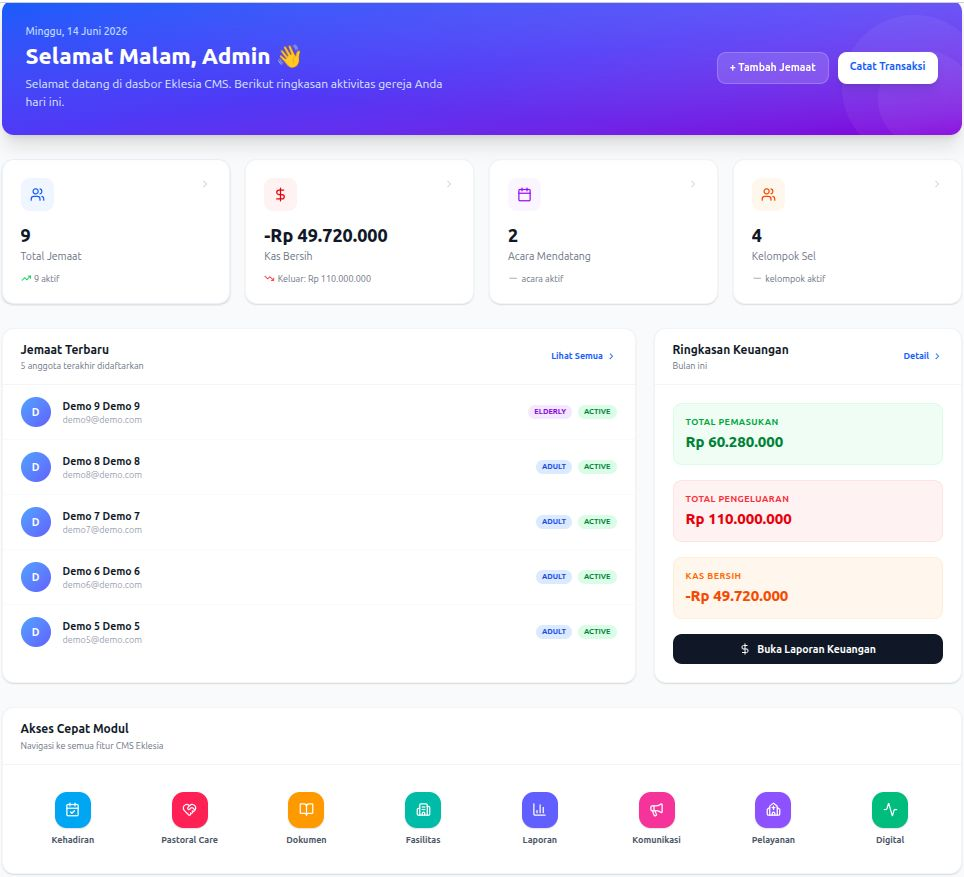 Minggu, 14 Juni 2026
Selamat Malam, Admin 👋
Selamat datang di dasbor Eklesia CMS. Berikut ringkasan aktivitas gereja Anda
hari ini.
+ Tambah Jemaat
Catat Transaksi
9
Total Jemaat
9 aktif
-Rp 49.720.000
Kas Bersih
Keluar: Rp 110.000.000
2
Acara Mendatang
acara aktif
4
Kelompok Sel
kelompok aktif
Jemaat Terbaru
5 anggota terakhir didaftarkan
Lihat Semua
Demo 9 Demo 9
demo9@demo.com
ELDERLY
ACTIVE
Demo 8 Demo 8
demo8@demo.com
ADULT
ACTIVE
Demo 7 Demo 7
demo7@demo.com
ADULT
ACTIVE
Demo 6 Demo 6
demo6@demo.com
ADULT
ACTIVE
Demo 5 Demo 5
demo5@demo.com
ADULT
ACTIVE
D
D
D
D
D
Ringkasan Keuangan
Bulan ini
Detail
TOTAL PEMASUKAN
Rp 60.280.000
TOTAL PENGELUARAN
Rp 110.000.000
KAS BERSIH
-Rp 49.720.000
$ Buka Laporan Keuangan
Akses Cepat Modul
Navigasi ke semua fitur CMS Eklesia
Kehadiran
Pastoral Care
Dokumen
Fasilitas
Laporan
Komunikasi
Pelayanan
Digital